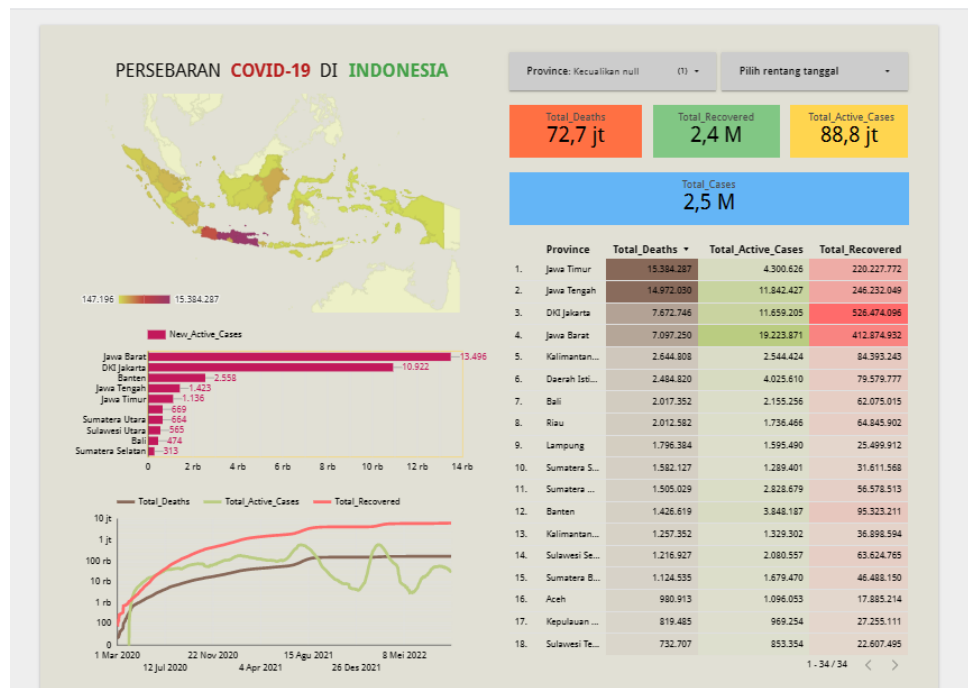 PERSEBARAN COVID-19 DI INDONESIA
Province: Kecualikan null (1)
Pilih rentang tanggal
Total_Deaths
72,7 jt
Total_Recovered
2,4 M
Total_Active_Cases
88,8 jt
Total_Cases
2,5 M
147.196 15.384.287
New_Active_Cases
Jawa Barat 13.496
DKI Jakarta 10.922
Banten 2.558
Jawa Tengah 1.423
Jawa Timur 1.136
669
Sumatera Utara 664
Sulawesi Utara 565
Bali 474
Sumatera Selatan 313
0 2 rb 4 rb 6 rb 8 rb 10 rb 12 rb 14 rb
Total_Deaths Total_Active_Cases Total_Recovered
10 jt
1 jt
100 rb
10 rb
1 rb
100
0
1 Mar 2020 22 Nov 2020 15 Agu 2021 8 Mei 2022
12 Jul 2020 4 Apr 2021 26 Des 2021
Province Total_Deaths Total_Active_Cases Total_Recovered
1. Jawa Timur 15.384.287 4.300.626 220.227.772
2. Jawa Tengah 14.972.030 11.842.427 246.232.049
3. DKI Jakarta 7.672.746 11.659.205 526.474.096
4. Jawa Barat 7.097.250 19.223.871 412.874.932
5. Kalimantan... 2.644.808 2.544.424 84.393.243
6. Daerah Isti... 2.484.820 4.025.610 79.579.777
7. Bali 2.017.352 2.155.256 62.075.015
8. Riau 2.012.582 1.736.466 64.845.902
9. Lampung 1.796.384 1.595.490 25.499.912
10. Sumatera S... 1.582.127 1.289.401 31.611.568
11. Sumatera ... 1.505.029 2.828.679 56.578.513
12. Banten 1.426.619 3.848.187 95.323.211
13. Kalimantan... 1.257.352 1.329.302 36.898.594
14. Sulawesi Se... 1.216.927 2.080.557 63.624.765
15. Sumatera B... 1.124.535 1.679.470 46.488.150
16. Aceh 980.913 1.096.053 17.885.214
17. Kepulauan ... 819.485 969.254 27.255.111
18. Sulawesi Te... 732.707 853.354 22.607.495
1 - 34 / 34